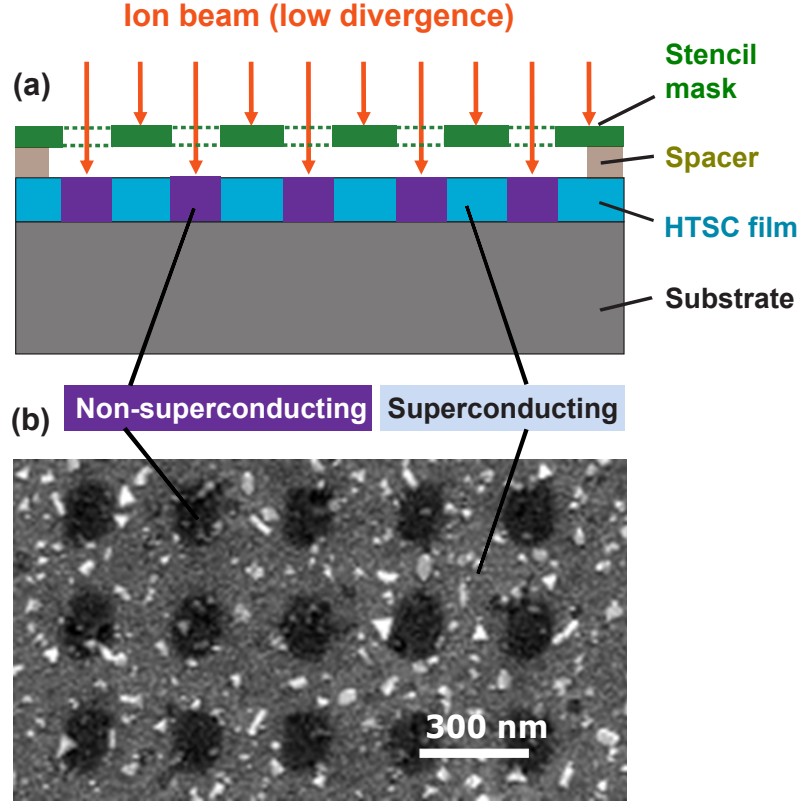 Ion beam (low divergence)
(a)
Stencil
mask
Spacer
HTSC film
Substrate
Non-superconducting
Superconducting
(b)
300 nm